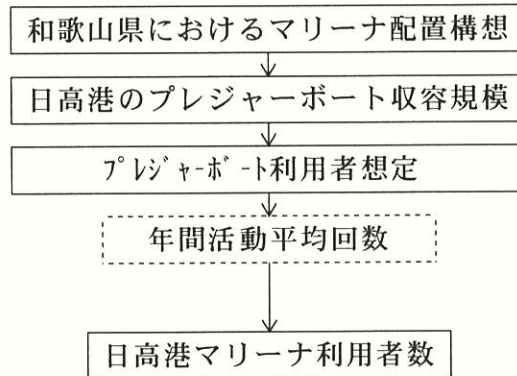 和歌山県におけるマリーナ配置構想
日高港のプレジャーボート収容規模
ﾌﾟﾚｼﾞｬｰﾎﾞｰﾄ利用者想定
年間活動平均回数
日高港マリーナ利用者数